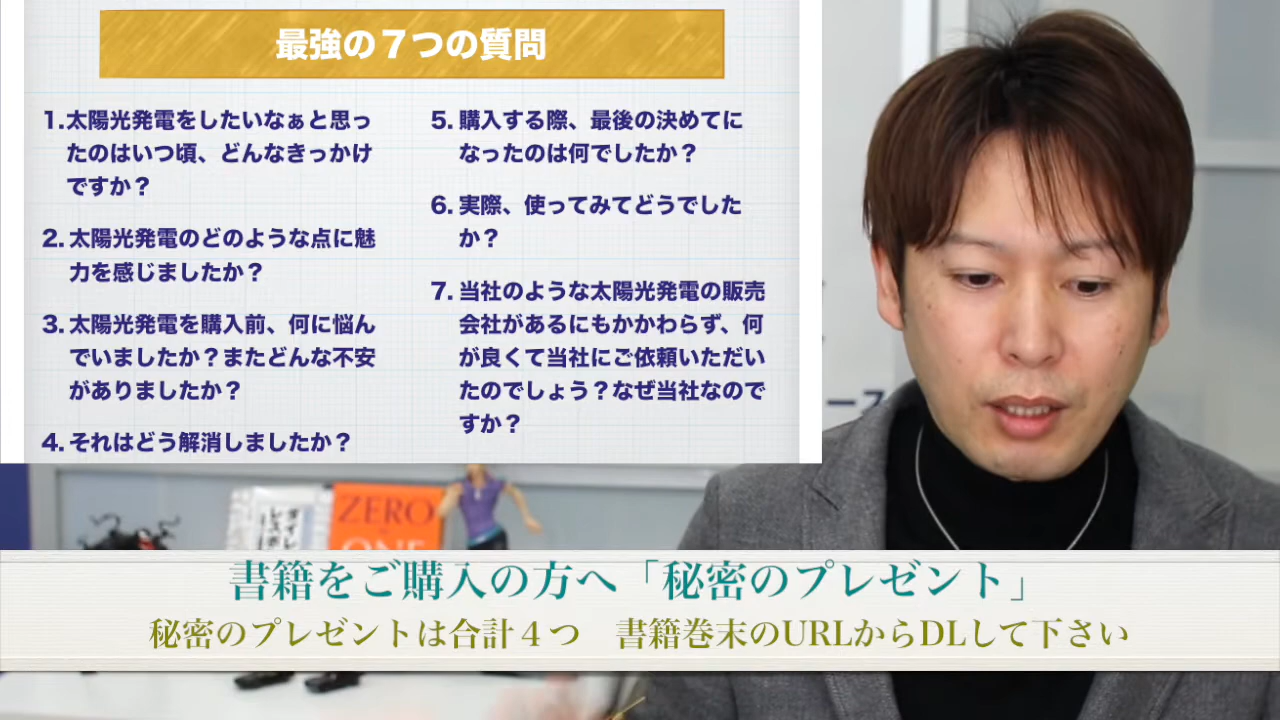 最強の７つの質問
1.太陽光発電をしたいなぁと思っ
たのはいつ頃、どんなきっかけ
ですか？
2. 太陽光発電のどのような点に魅
力を感じましたか？
3. 太陽光発電を購入前、何に悩ん
でいましたか？またどんな不安
がありましたか？
4. それはどう解消しましたか？
5. 購入する際、最後の決めてに
なったのは何でしたか？
6. 実際、使ってみてどうでした
か？
7. 当社のような太陽光発電の販売
会社があるにもかかわらず、何
が良くて当社にご依頼いただい
たのでしょう？なぜ当社なので
すか？
ース
ZERO
ONE
書籍をご購入の方へ「秘密のプレゼント」
秘密のプレゼントは合計４つ　書籍巻末のURLからDLして下さい